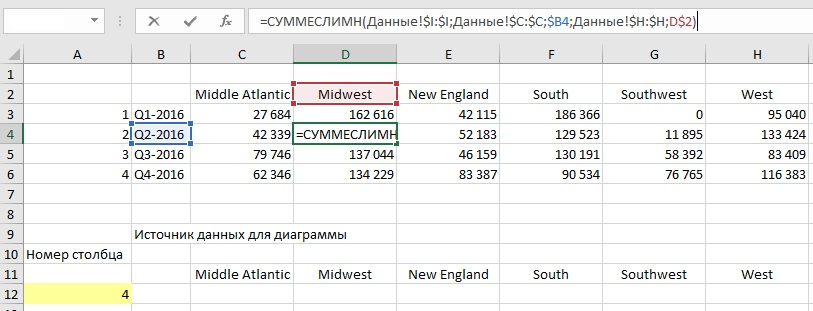 =СУММЕСЛИМН(Данные!$I:$I;Данные!$C:$C;$B4;Данные!$H:$H;D$2)
A B C D E F G H
1
2 Middle Atlantic Midwest New England South Southwest West
3 1 Q1-2016 27 684 162 616 42 115 186 366 0 95 040
4 2 Q2-2016 42 339 =СУММЕСЛИМН 52 183 129 523 11 895 133 424
5 3 Q3-2016 79 746 137 044 46 159 130 191 58 392 83 409
6 4 Q4-2016 62 346 134 229 83 387 90 534 76 765 116 383
7
8
9 Источник данных для диаграммы
10 Номер столбца
11 Middle Atlantic Midwest New England South Southwest West
12 4